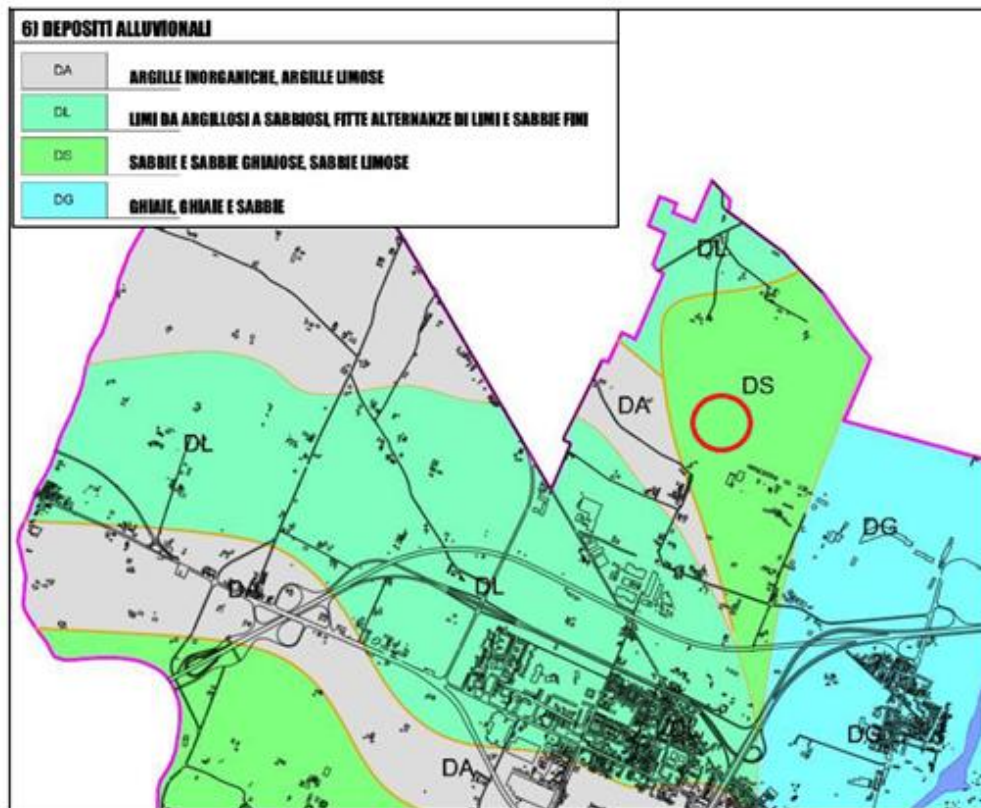 6) DEPOSITI ALLUVIONALI
DA ARGILLE INORGANICHE, ARGILLE LIMOSE
DL LIMI DA ARGILLOSI A SABBIOSI, FITTE ALTERNANZE DI LIMI E SABBIE FINI
DS SABBIE E SABBIE GHIAIOSE, SABBIE LIMOSE
DG GHIAIE, GHIAIE E SABBIE
DL
DS
DA
DL
DG
DA
DL
DG
DA